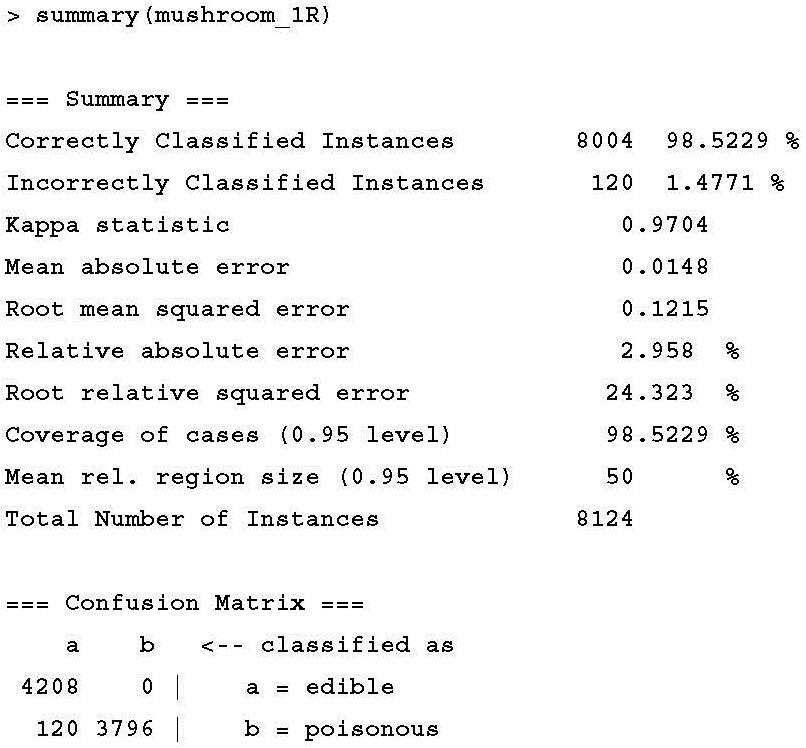 > summary(mushroom_1R)
=== Summary ===
Correctly Classified Instances 8004 98.5229 %
Incorrectly Classified Instances 120 1.4771 %
Kappa statistic 0.9704
Mean absolute error 0.0148
Root mean squared error 0.1215
Relative absolute error 2.958 %
Root relative squared error 24.323 %
Coverage of cases (0.95 level) 98.5229 %
Mean rel. region size (0.95 level) 50 %
Total Number of Instances 8124
=== Confusion Matrix ===
a b <-- classified as
4208 0 | a = edible
120 3796 | b = poisonous